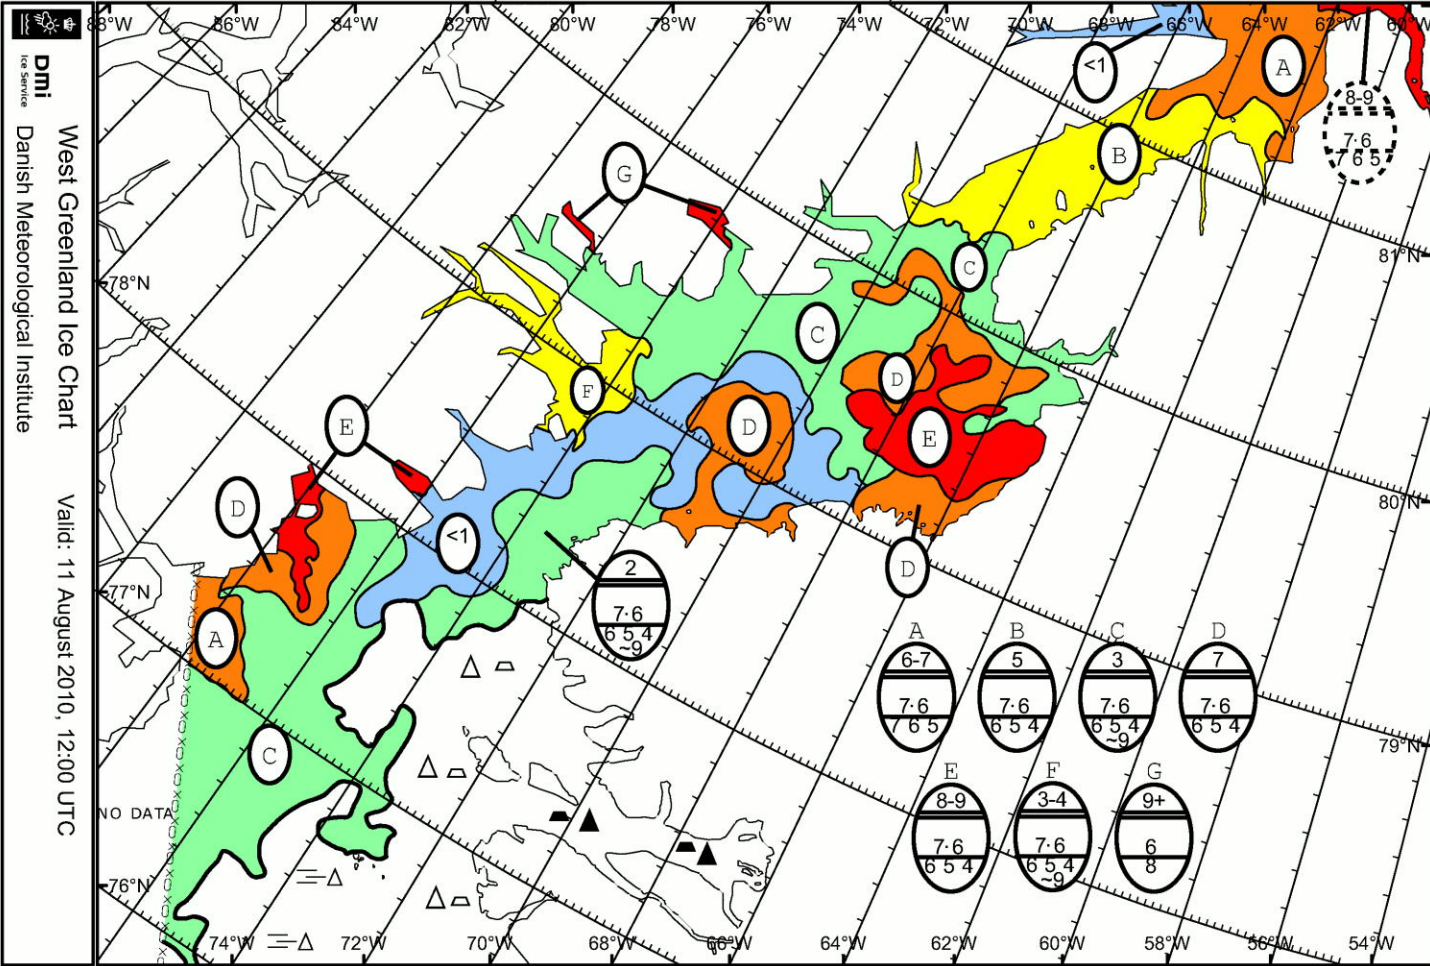 DMI
Ice Service
West Greenland Ice Chart
Danish Meteorological Institute
Valid: 11 August 2010, 12:00 UTC
88°W 86°W 84°W 82°W 80°W 78°W 76°W 74°W 72°W 70°W 68°W 66°W 64°W 62°W 60°W
<1
A
8-9
7·6
7 6 5
B
G
81°N
C
78°N
C
D
F
D
E
E
80°N
D
<1
D
2
7·6
6 5 4
~9
77°N
A
A B C D
6-7 5 3 7
7·6 7·6 7·6 7·6
7 6 5 6 5 4 6 5 4 6 5 4
~9
79°N
C
E F G
8-9 3-4 9+
NO DATA
7·6 7·6 6
6 5 4 6 5 4 8
~9
76°N
74°W 72°W 70°W 68°W 66°W 64°W 62°W 60°W 58°W 56°W 54°W